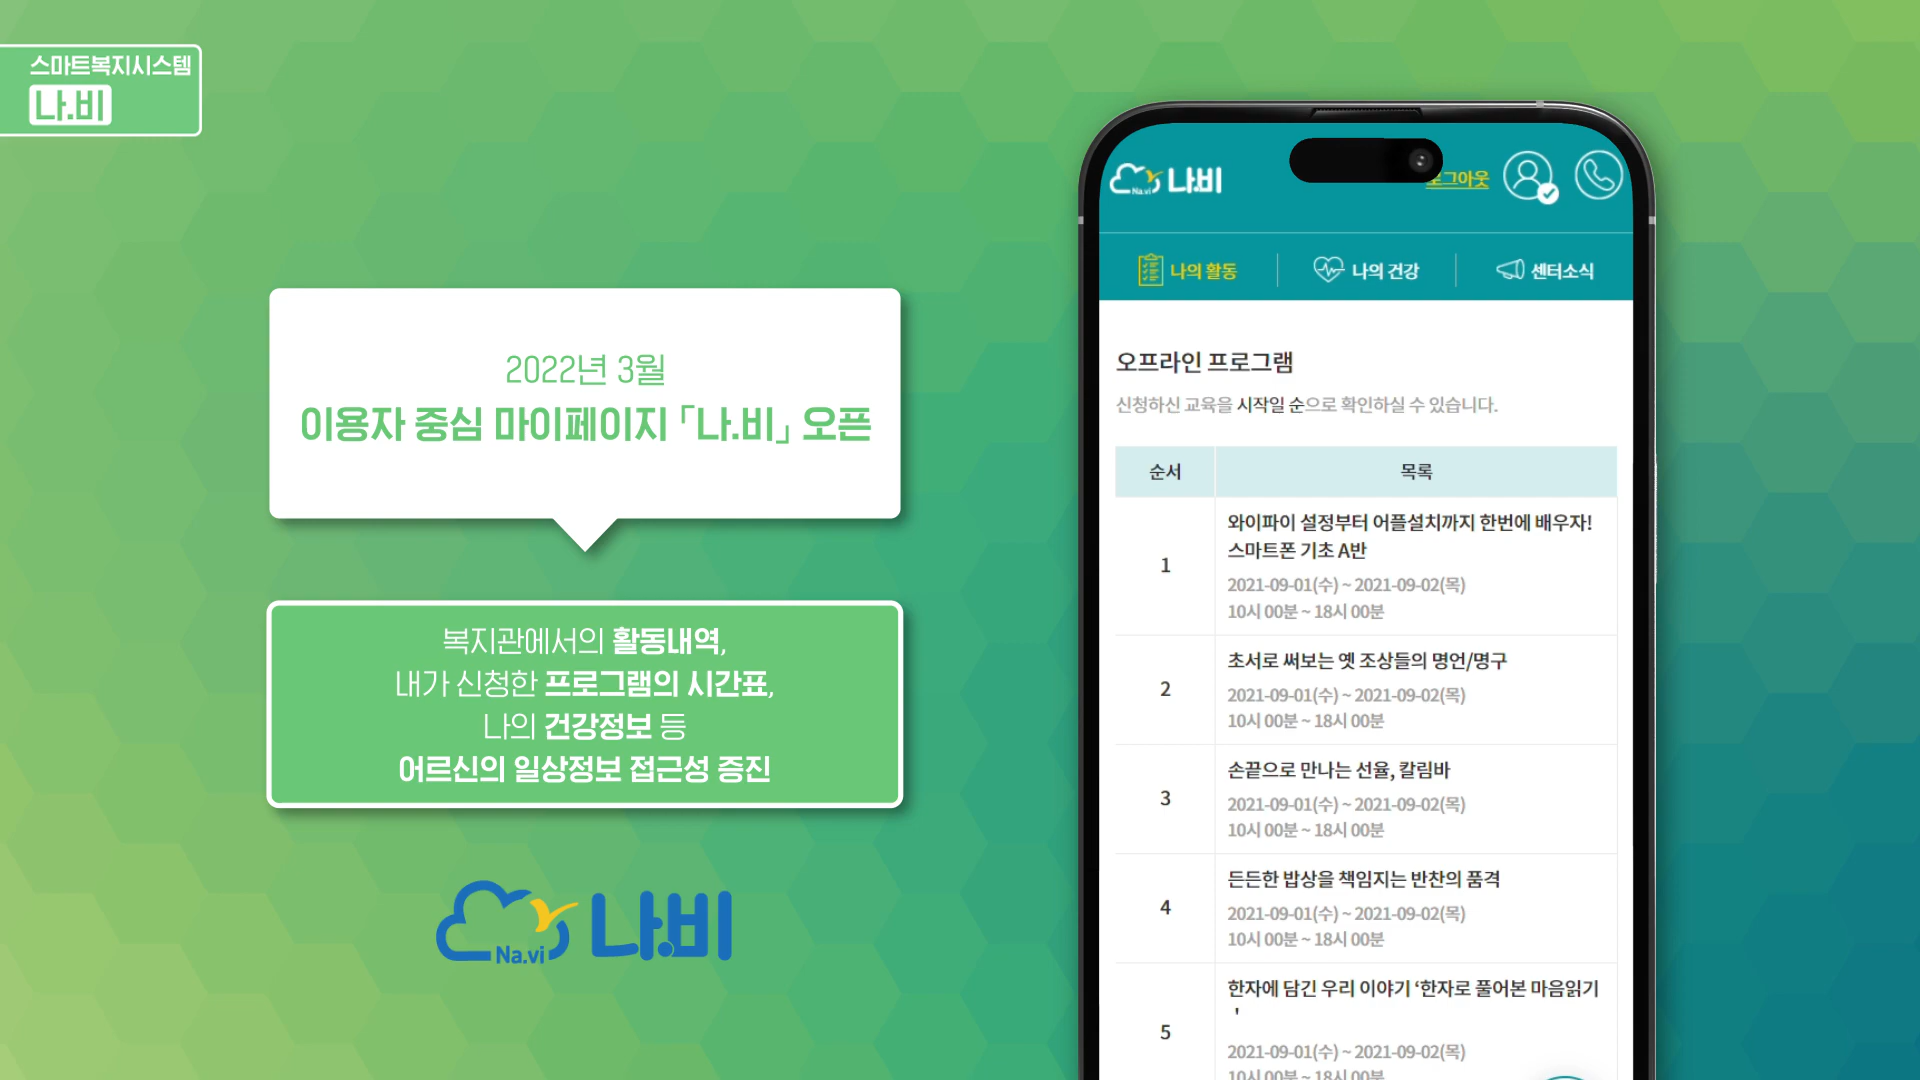 스마트복지시스템
나.비
2022년 3월
이용자 중심 마이페이지 「나.비」 오픈
복지관에서의 활동내역,
내가 신청한 프로그램의 시간표,
나의 건강정보 등
어르신의 일상정보 접근성 증진
Na.vi 나.비
Na.vi 나.비
로그아웃
나의 활동
나의 건강
센터소식
오프라인 프로그램
신청하신 교육을 시작일 순으로 확인하실 수 있습니다.
순서 목록
1
와이파이 설정부터 어플설치까지 한번에 배우자!
스마트폰 기초 A반
2021-09-01(수) ~ 2021-09-02(목)
10시 00분 ~ 18시 00분
2
초서로 써보는 옛 조상들의 명언/명구
2021-09-01(수) ~ 2021-09-02(목)
10시 00분 ~ 18시 00분
3
손끝으로 만나는 선율, 칼림바
2021-09-01(수) ~ 2021-09-02(목)
10시 00분 ~ 18시 00분
4
든든한 밥상을 책임지는 반찬의 품격
2021-09-01(수) ~ 2021-09-02(목)
10시 00분 ~ 18시 00분
5
한자에 담긴 우리 이야기 ‘한자로 풀어본 마음읽기
'
2021-09-01(수) ~ 2021-09-02(목)
10시 00분 ~ 18시 00분